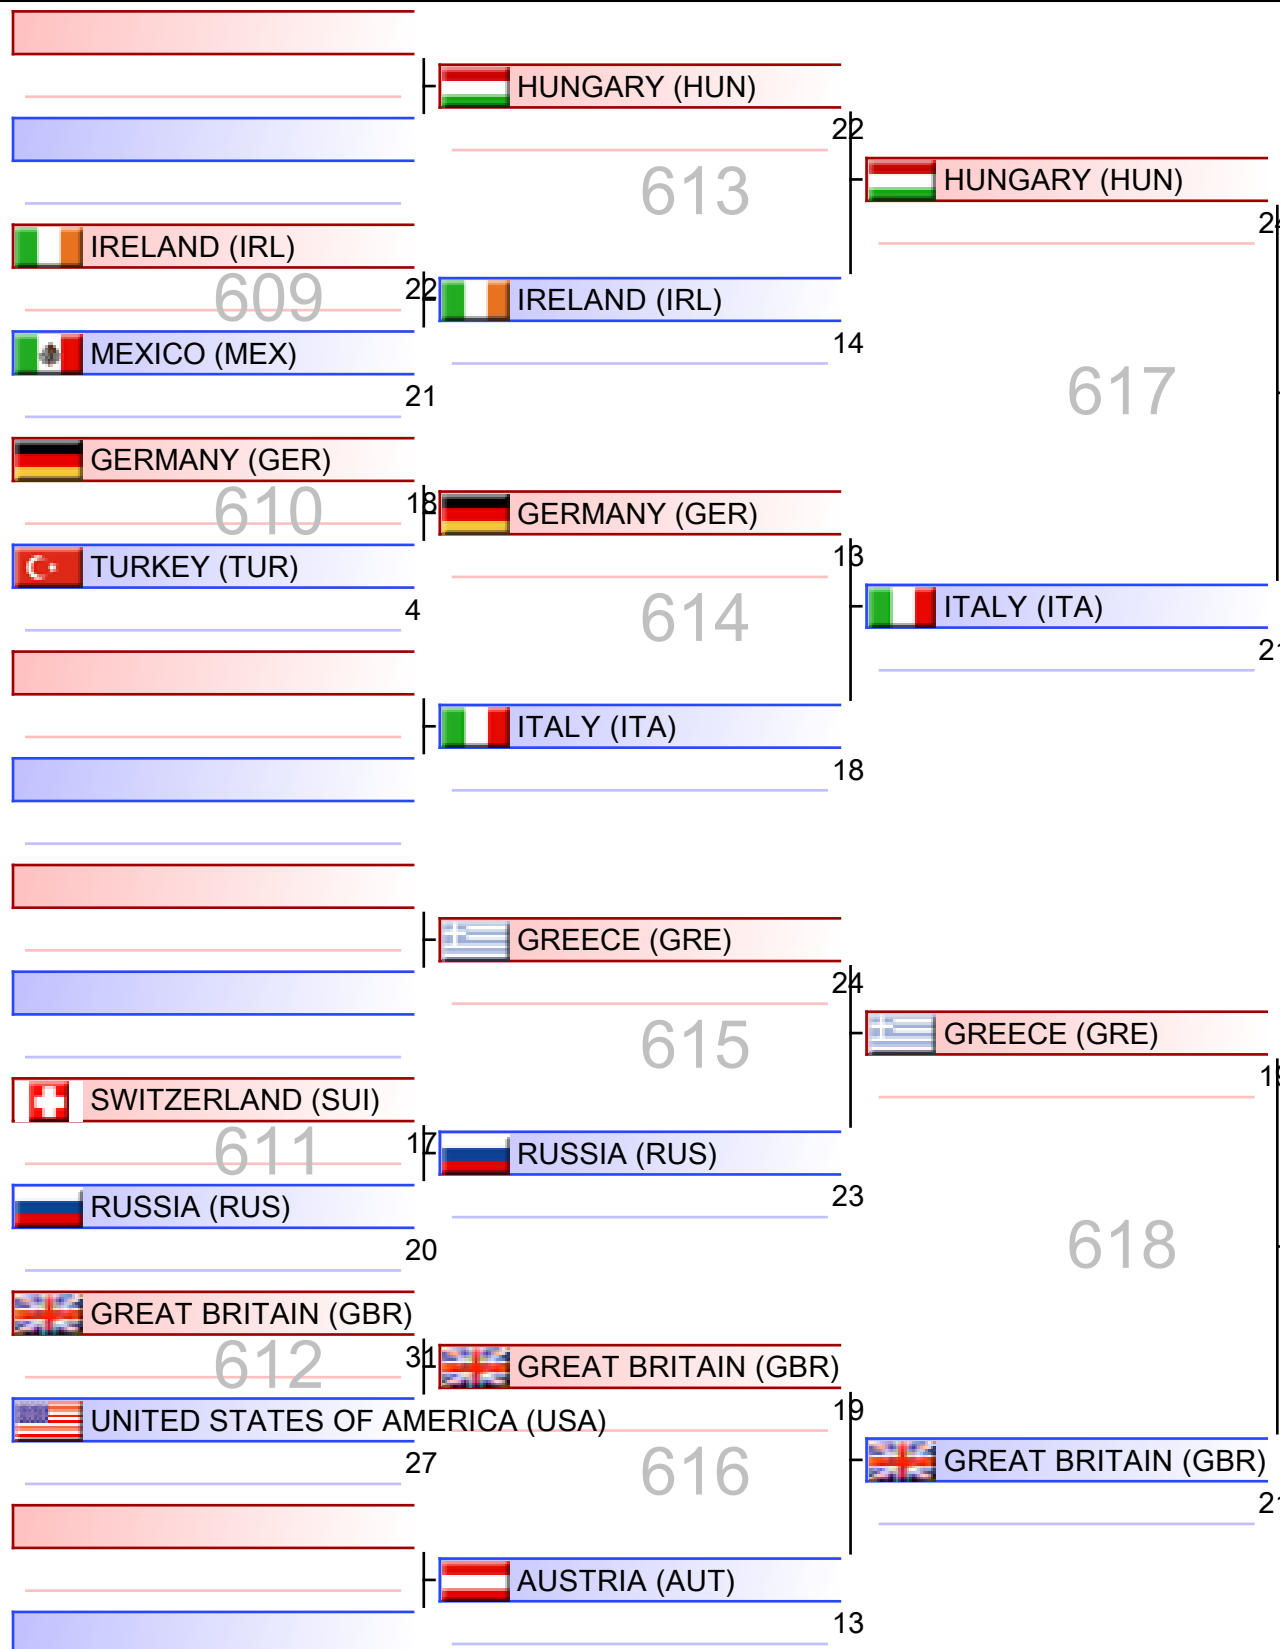 HUNGARY (HUN)
22
613
HUNGARY (HUN)
IRELAND (IRL)
609
22
IRELAND (IRL)
MEXICO (MEX)
14
617
21
GERMANY (GER)
610
18
GERMANY (GER)
TURKEY (TUR)
13
4
614
ITALY (ITA)
21
ITALY (ITA)
18
GREECE (GRE)
24
615
GREECE (GRE)
SWITZERLAND (SUI)
611
17
RUSSIA (RUS)
RUSSIA (RUS)
23
20
618
GREAT BRITAIN (GBR)
612
31
GREAT BRITAIN (GBR)
UNITED STATES OF AMERICA (USA)
19
27
616
GREAT BRITAIN (GBR)
21
AUSTRIA (AUT)
13